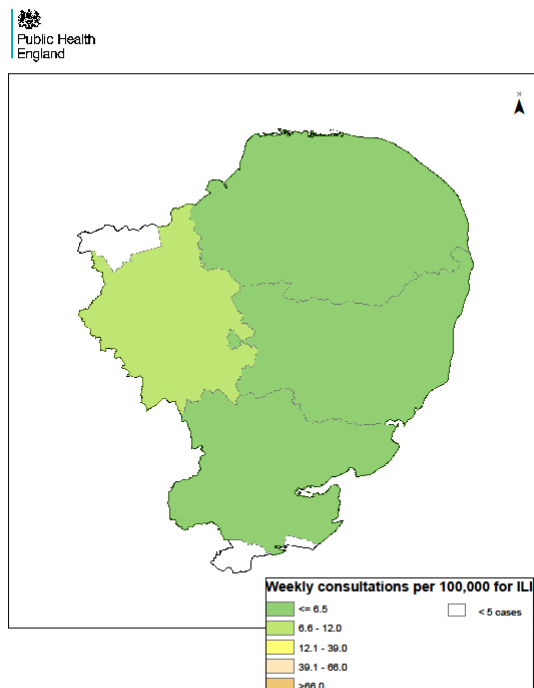 Public Health
England
N
Weekly consultations per 100,000 for ILI
<= 6.5
< 5 cases
6.6 - 12.0
12.1 - 39.0
39.1 - 66.0
>66.0